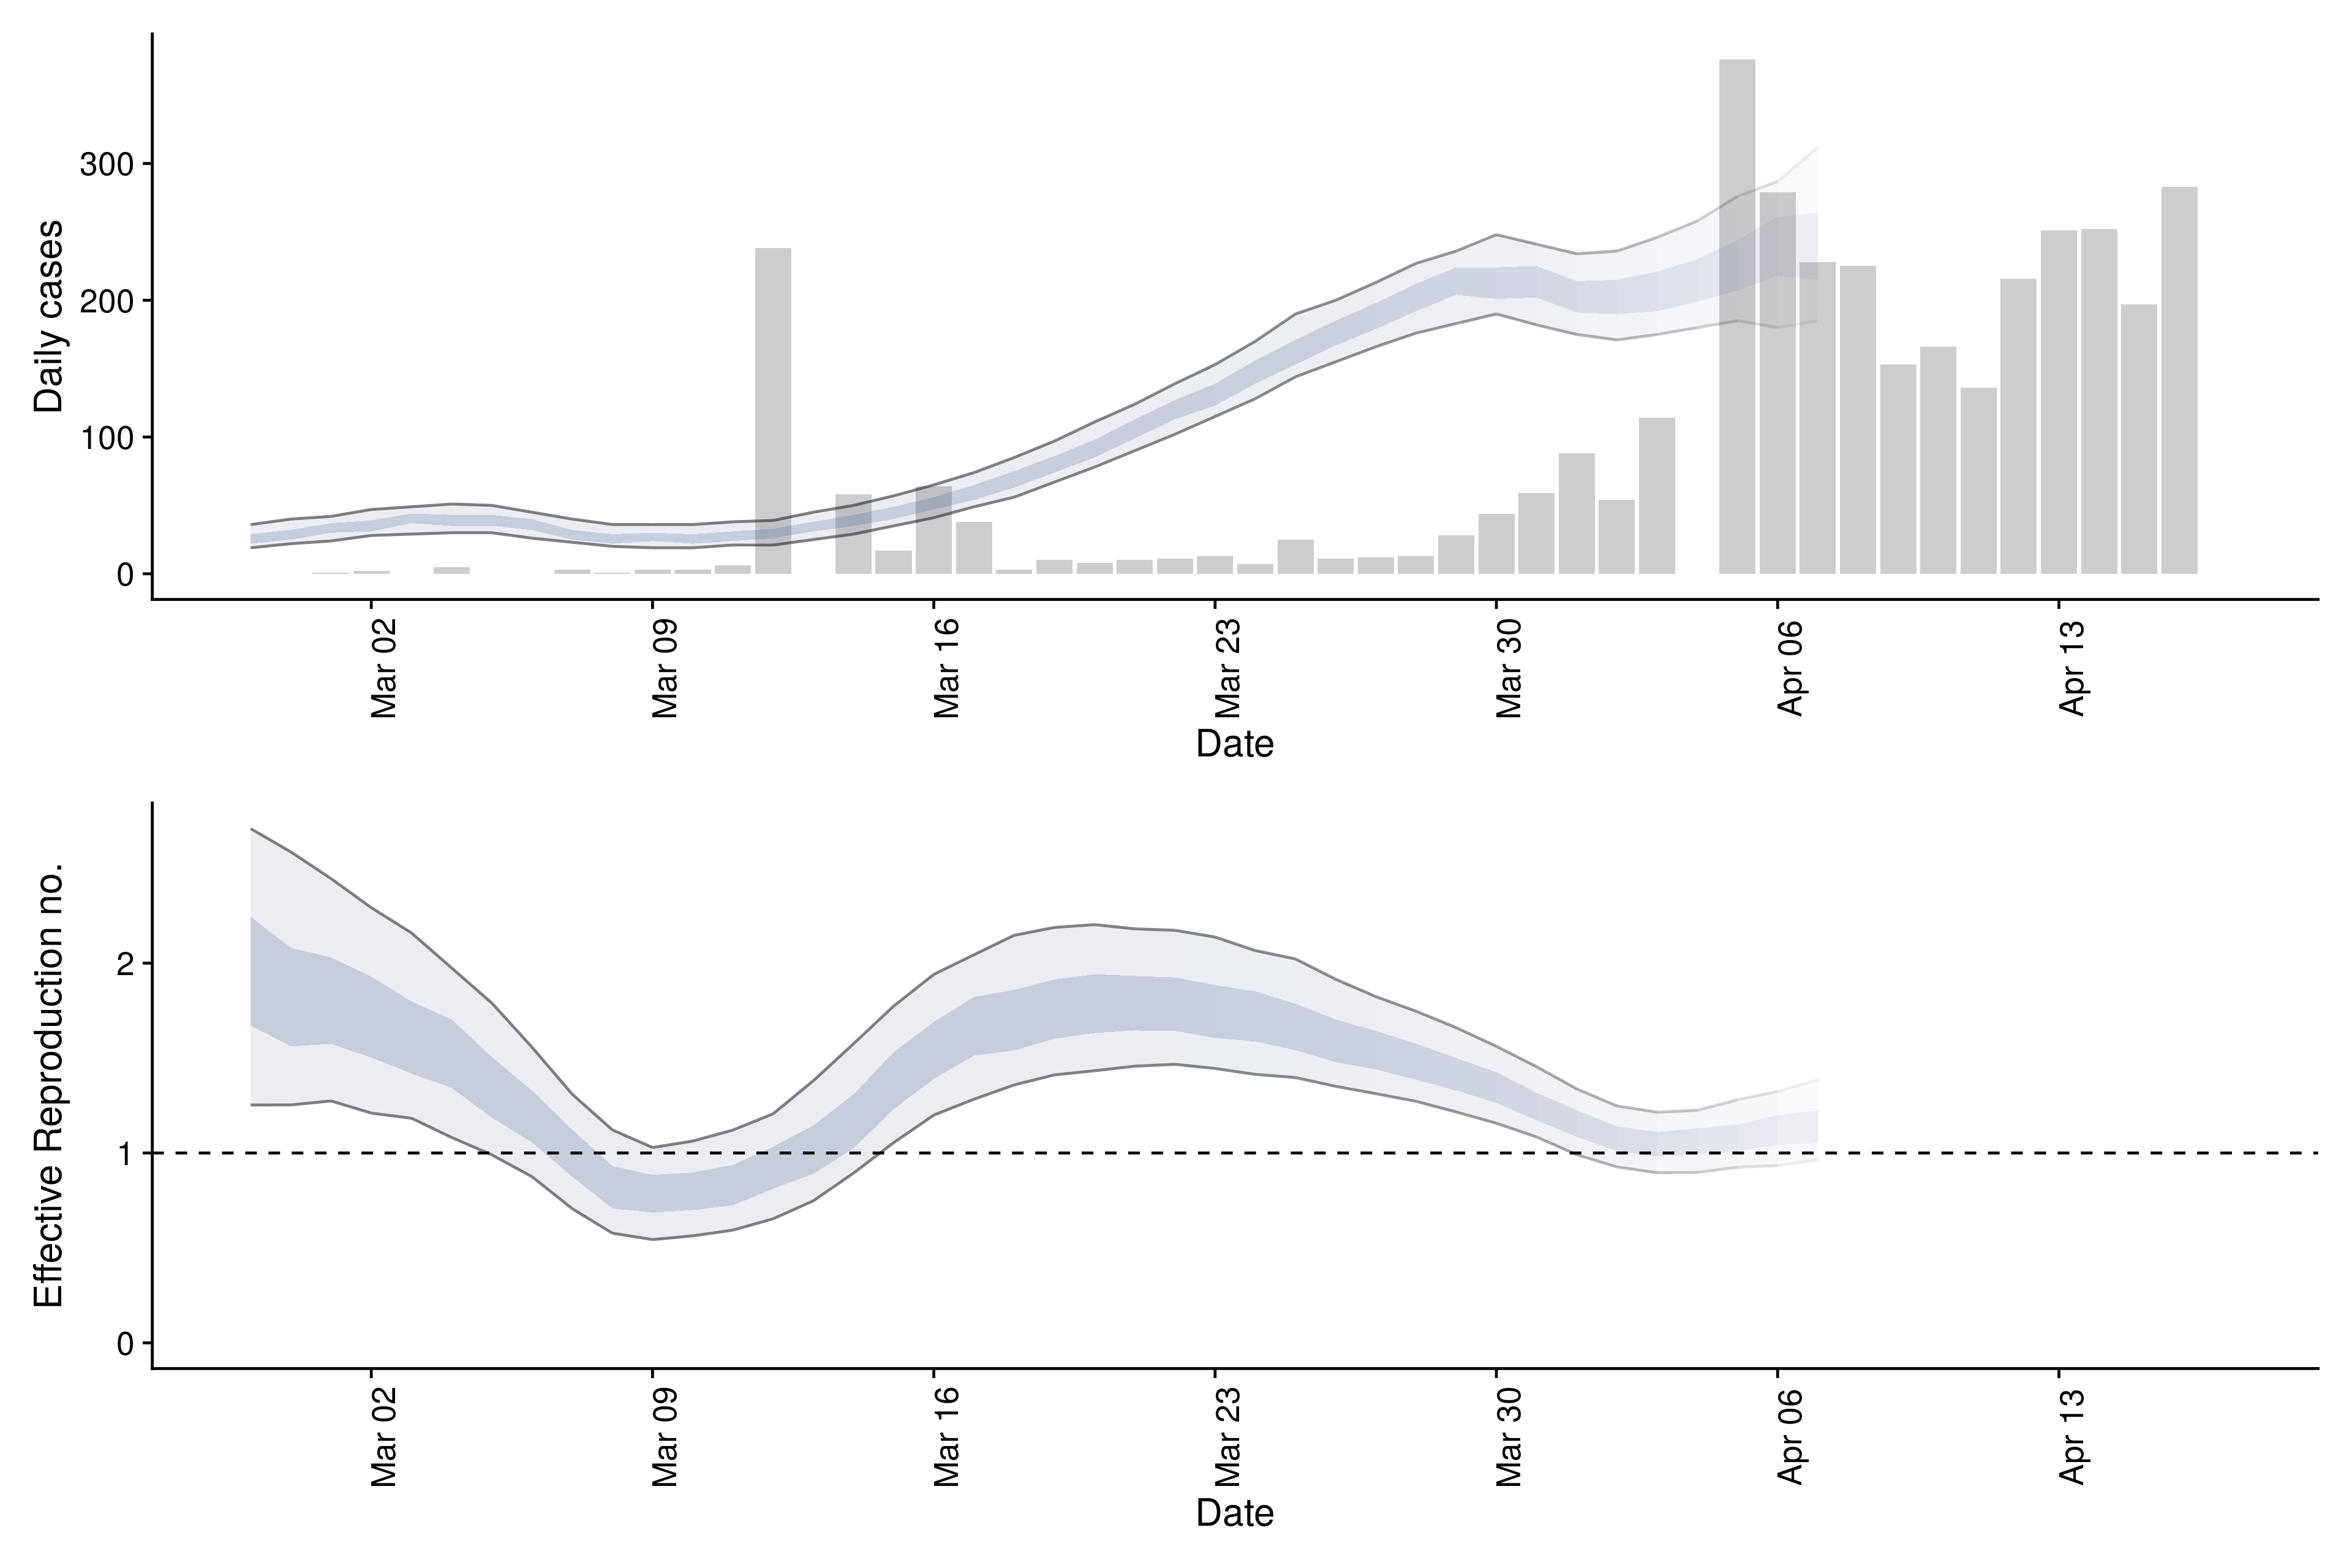 Daily cases
300
200
100
0
Mar 02
Mar 09
Mar 16
Mar 23
Mar 30
Apr 06
Apr 13
Date
Effective Reproduction no.
2
1
0
Mar 02
Mar 09
Mar 16
Mar 23
Mar 30
Apr 06
Apr 13
Date